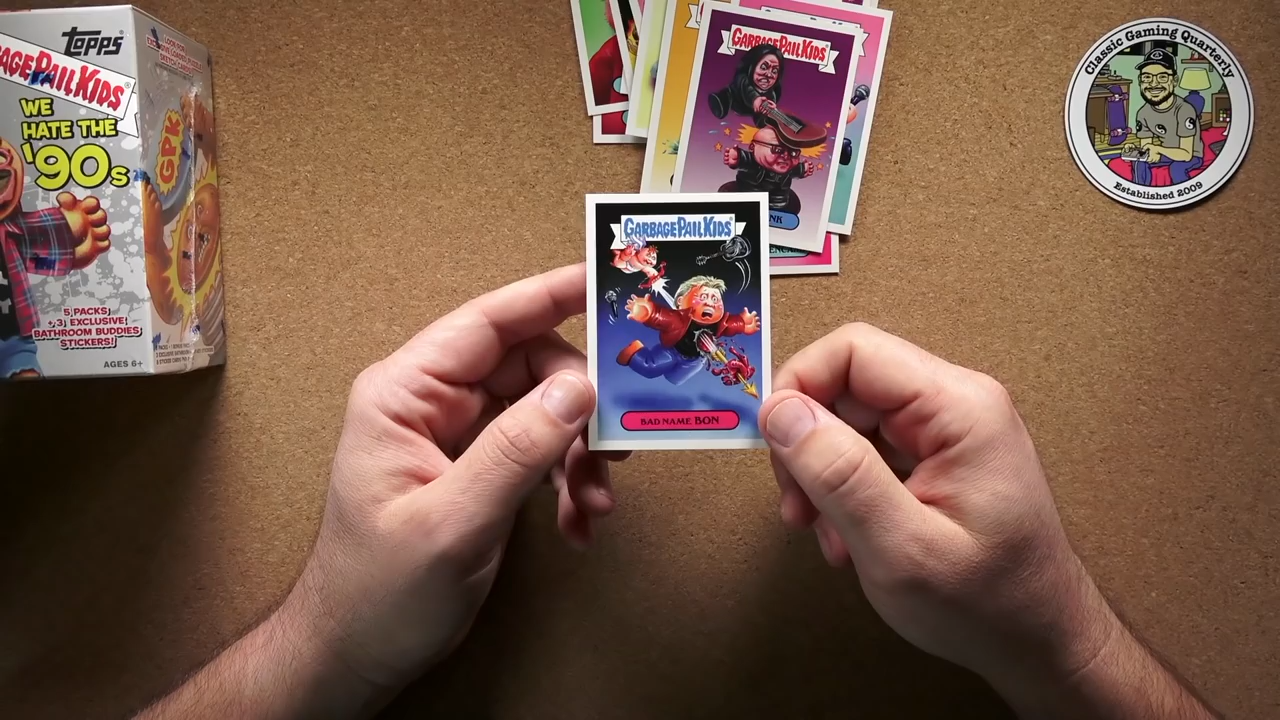 topps
GARBAGE PAIL KIDS
WE
HATE THE
'90s
5 PACKS
+3 EXCLUSIVE
BATHROOM BUDDIES
STICKERS!
AGES 6+
GPK
GARBAGE PAIL KIDS
GARBAGE PAIL KIDS
BAD NAME BON
Classic Gaming Quarterly
Established 2009